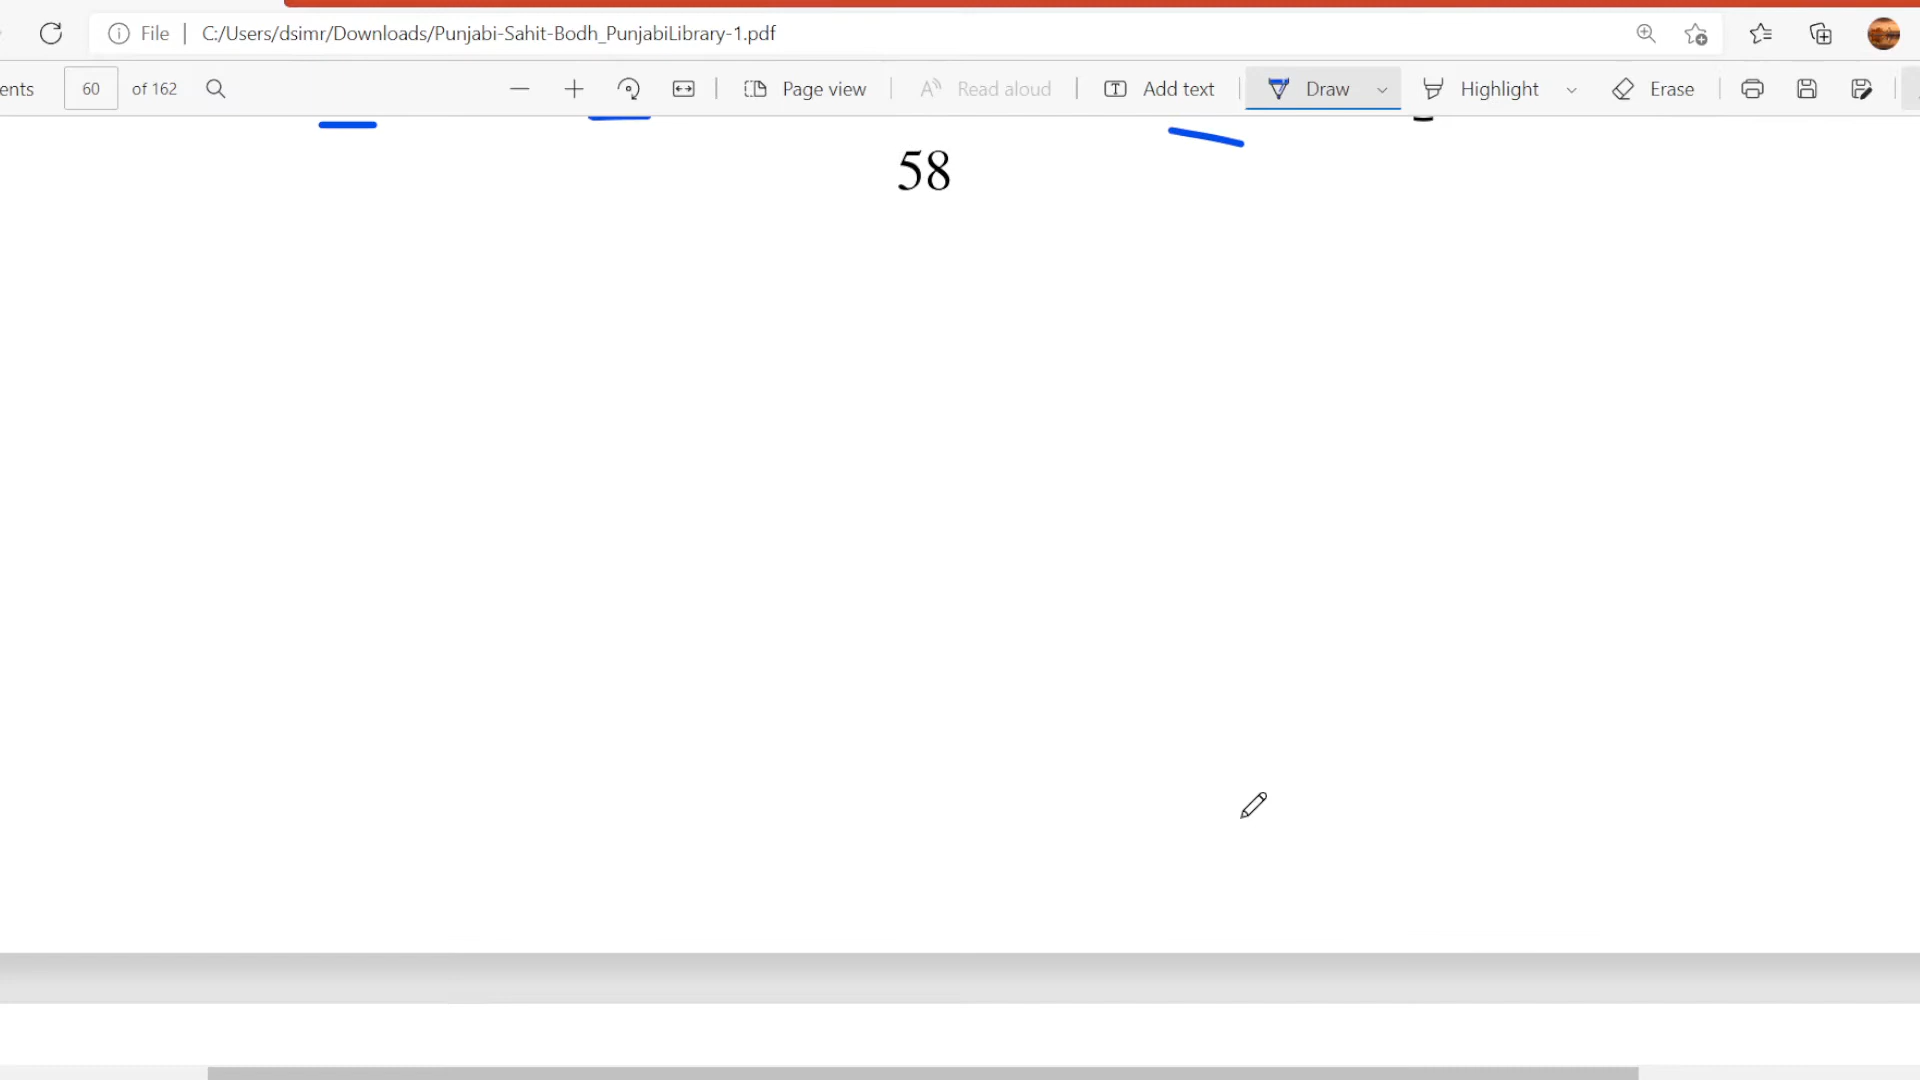 File | C:/Users/dsimr/Downloads/Punjabi-Sahit-Bodh_PunjabiLibrary-1.pdf
ents 60 of 162 Page view Read aloud Add text Draw Highlight Erase
58